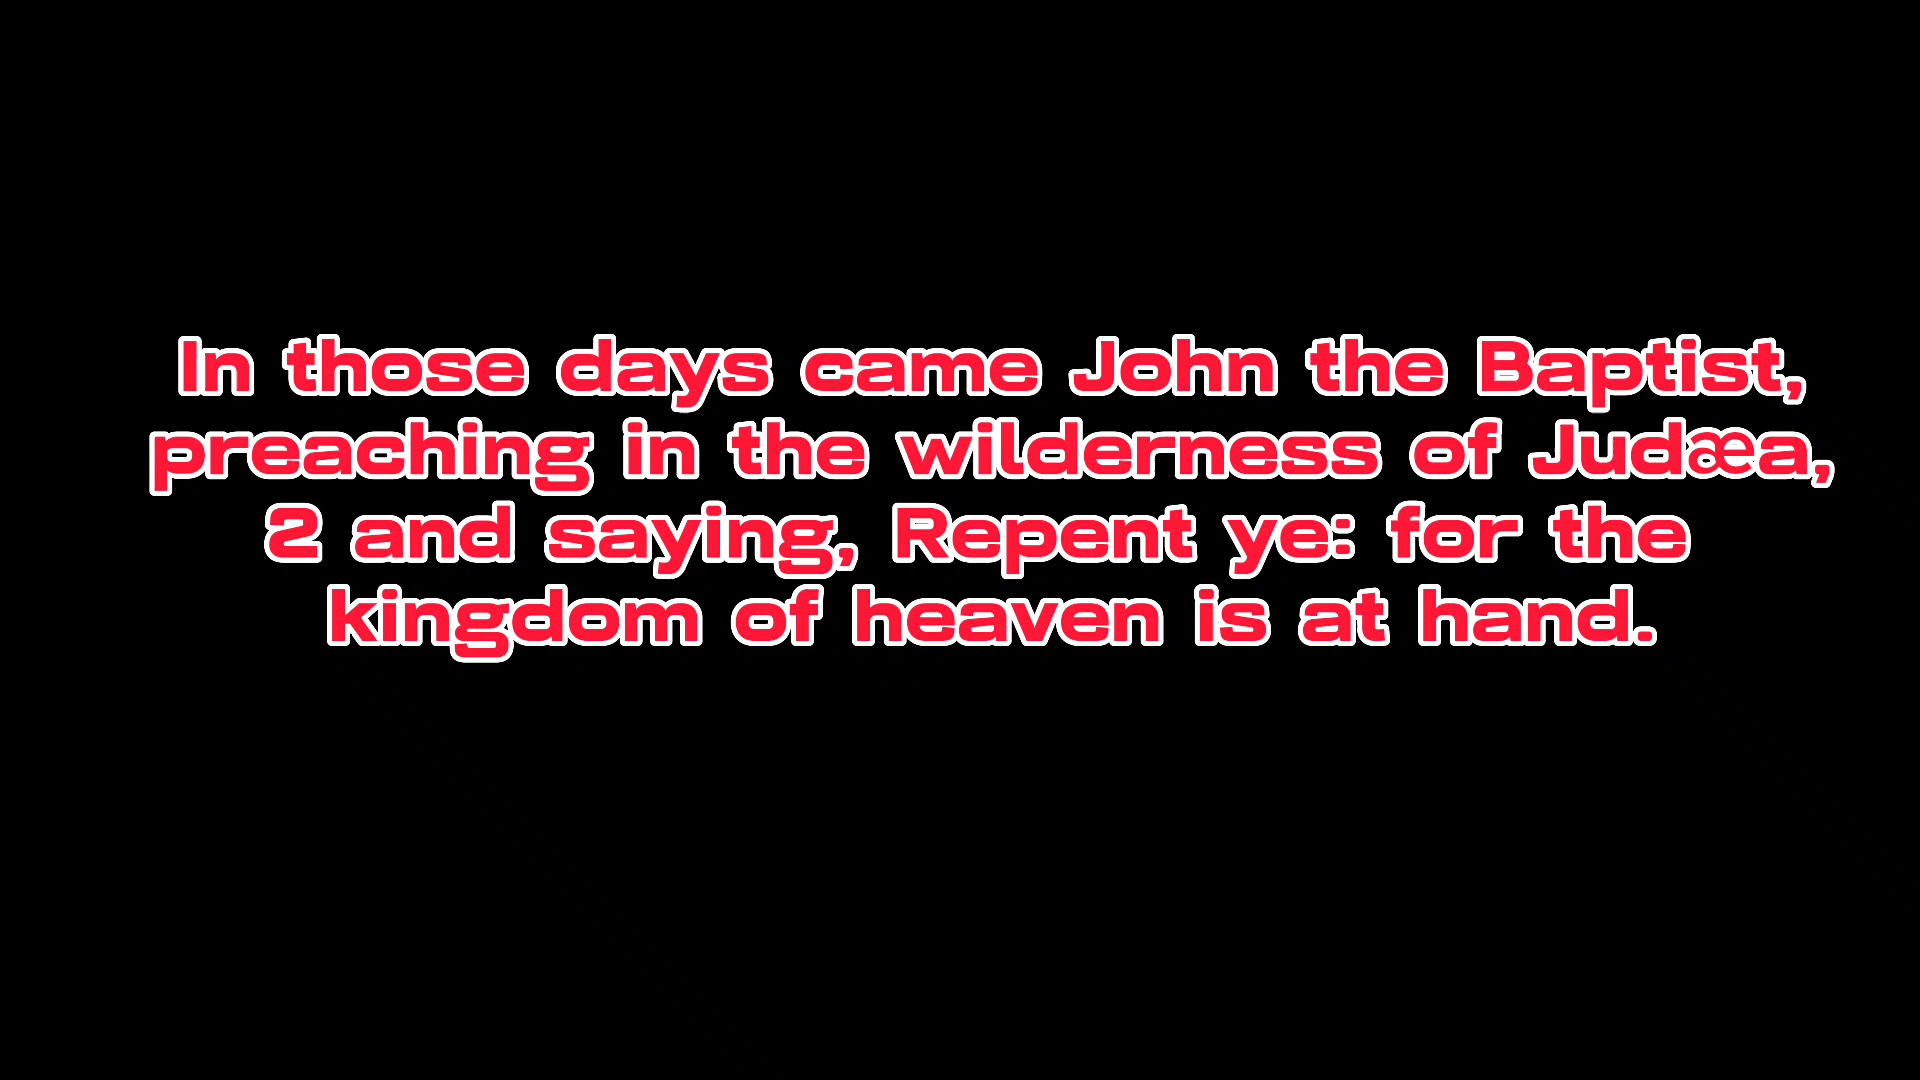 In those days came John the Baptist,
preaching in the wilderness of Judæa,
2 and saying, Repent ye: for the
kingdom of heaven is at hand.